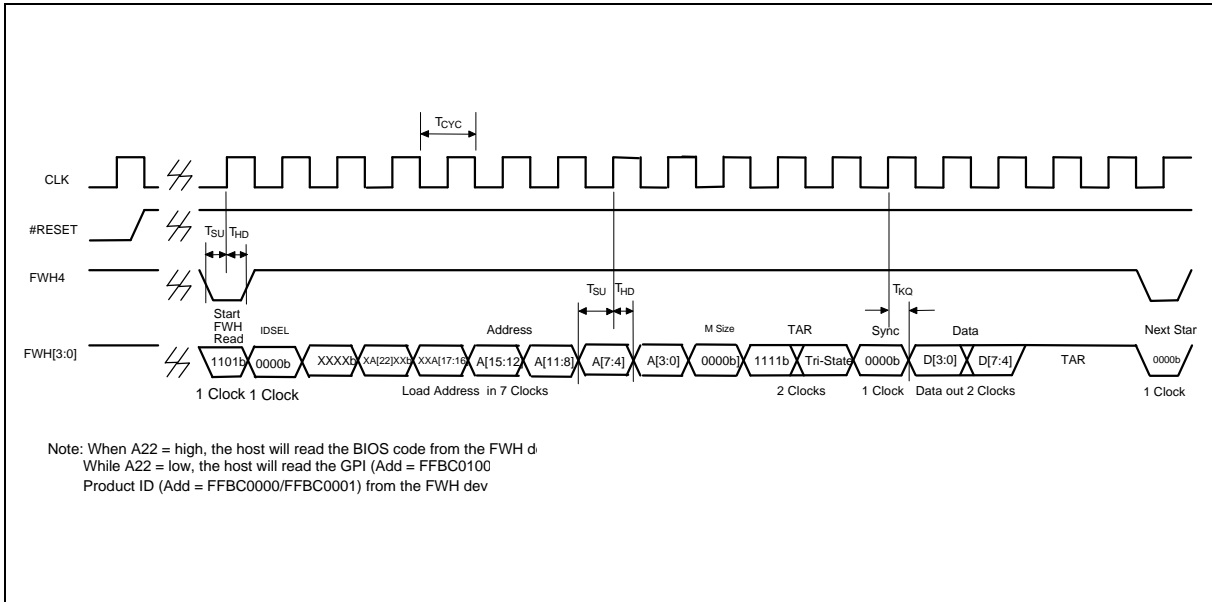 TCYC
CLK
#RESET
TSU THD
FWH4
TSU THD
TKQ
Start
FWH
Read
IDSEL
Address
M Size
TAR
Sync
Data
Next Star
FWH[3:0]
1101b 0000b XXXXb XA[22]XXb XXA[17:16] A[15:12] A[11:8] A[7:4] A[3:0] 0000b] 1111b Tri-State 0000b D[3:0] D[7:4] TAR 0000b
1 Clock 1 Clock Load Address in 7 Clocks 2 Clocks 1 Clock Data out 2 Clocks 1 Clock
Note: When A22 = high, the host will read the BIOS code from the FWH
While A22 = low, the host will read the GPI (Add = FFBC0100
Product ID (Add = FFBC0000/FFBC0001) from the FWH dev